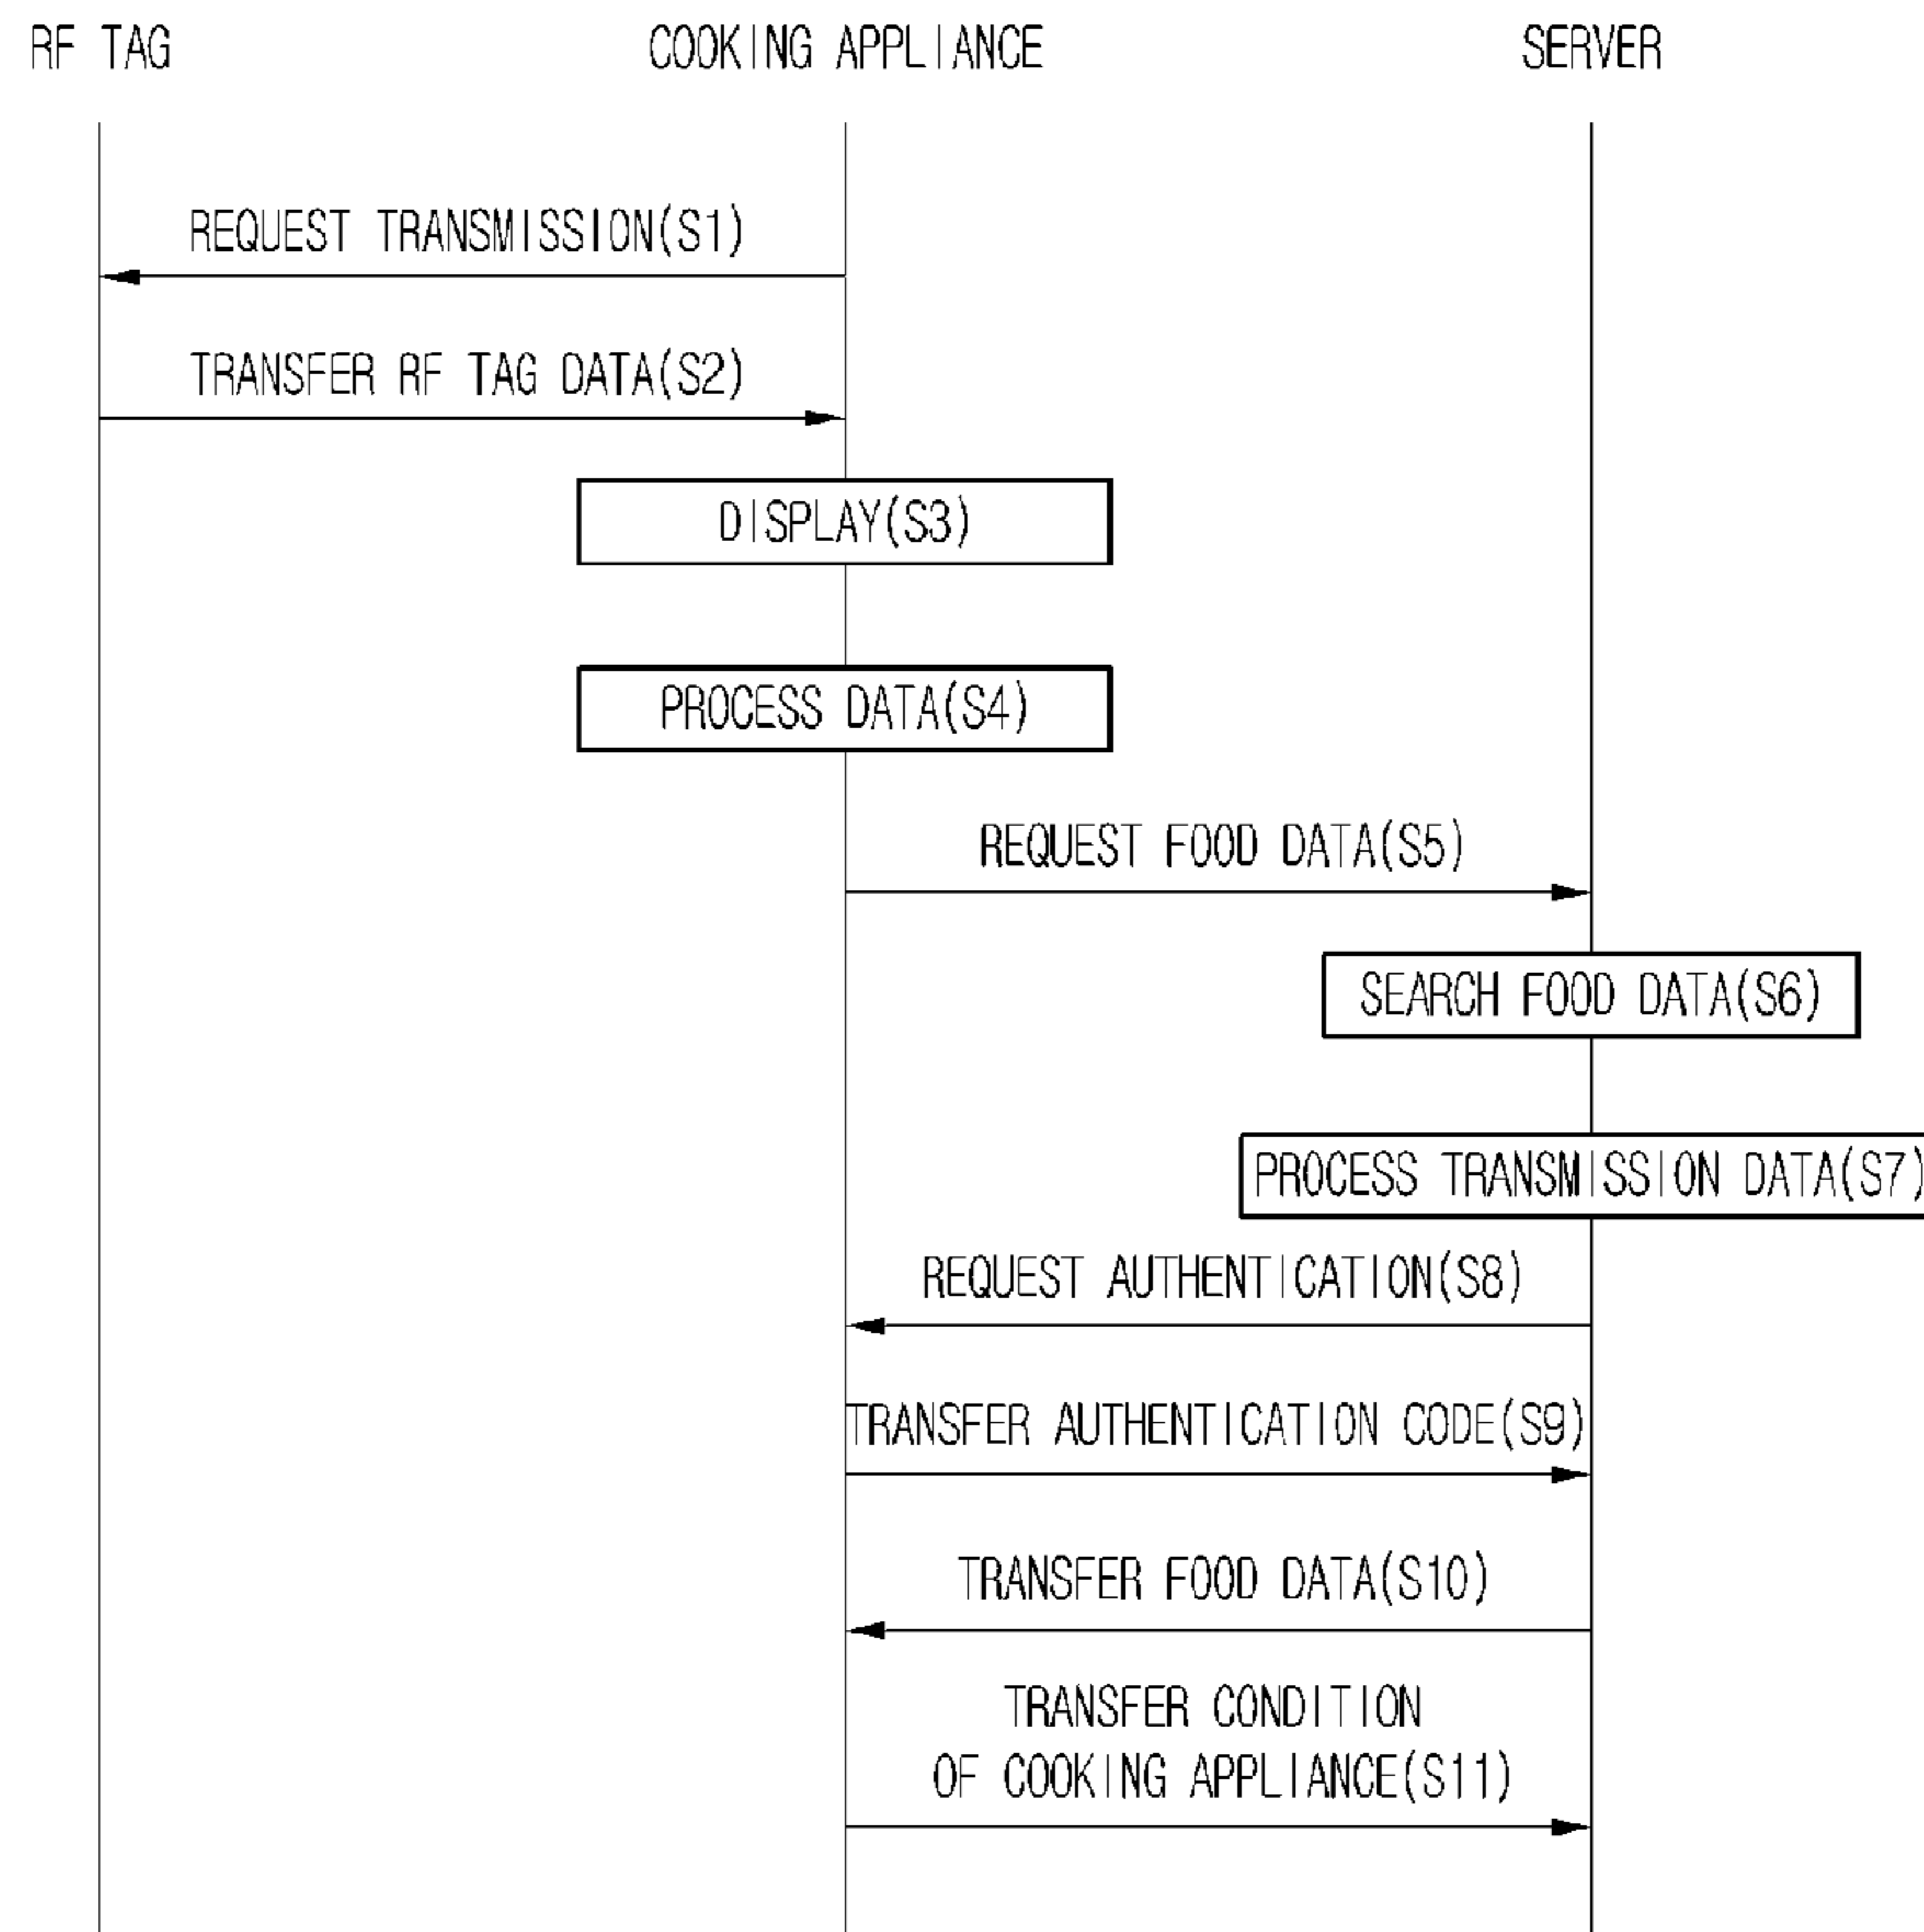 RF TAG
COOKING APPLIANCE
SERVER
REQUEST TRANSMISSION(S1)
TRANSFER RF TAG DATA(S2)
DISPLAY(S3)
PROCESS DATA(S4)
REQUEST FOOD DATA(S5)
SEARCH FOOD DATA(S6)
PROCESS TRANSMISSION DATA(S7)
REQUEST AUTHENTICATION(S8)
TRANSFER AUTHENTICATION CODE(S9)
TRANSFER FOOD DATA(S10)
TRANSFER CONDITION
OF COOKING APPLIANCE(S11)